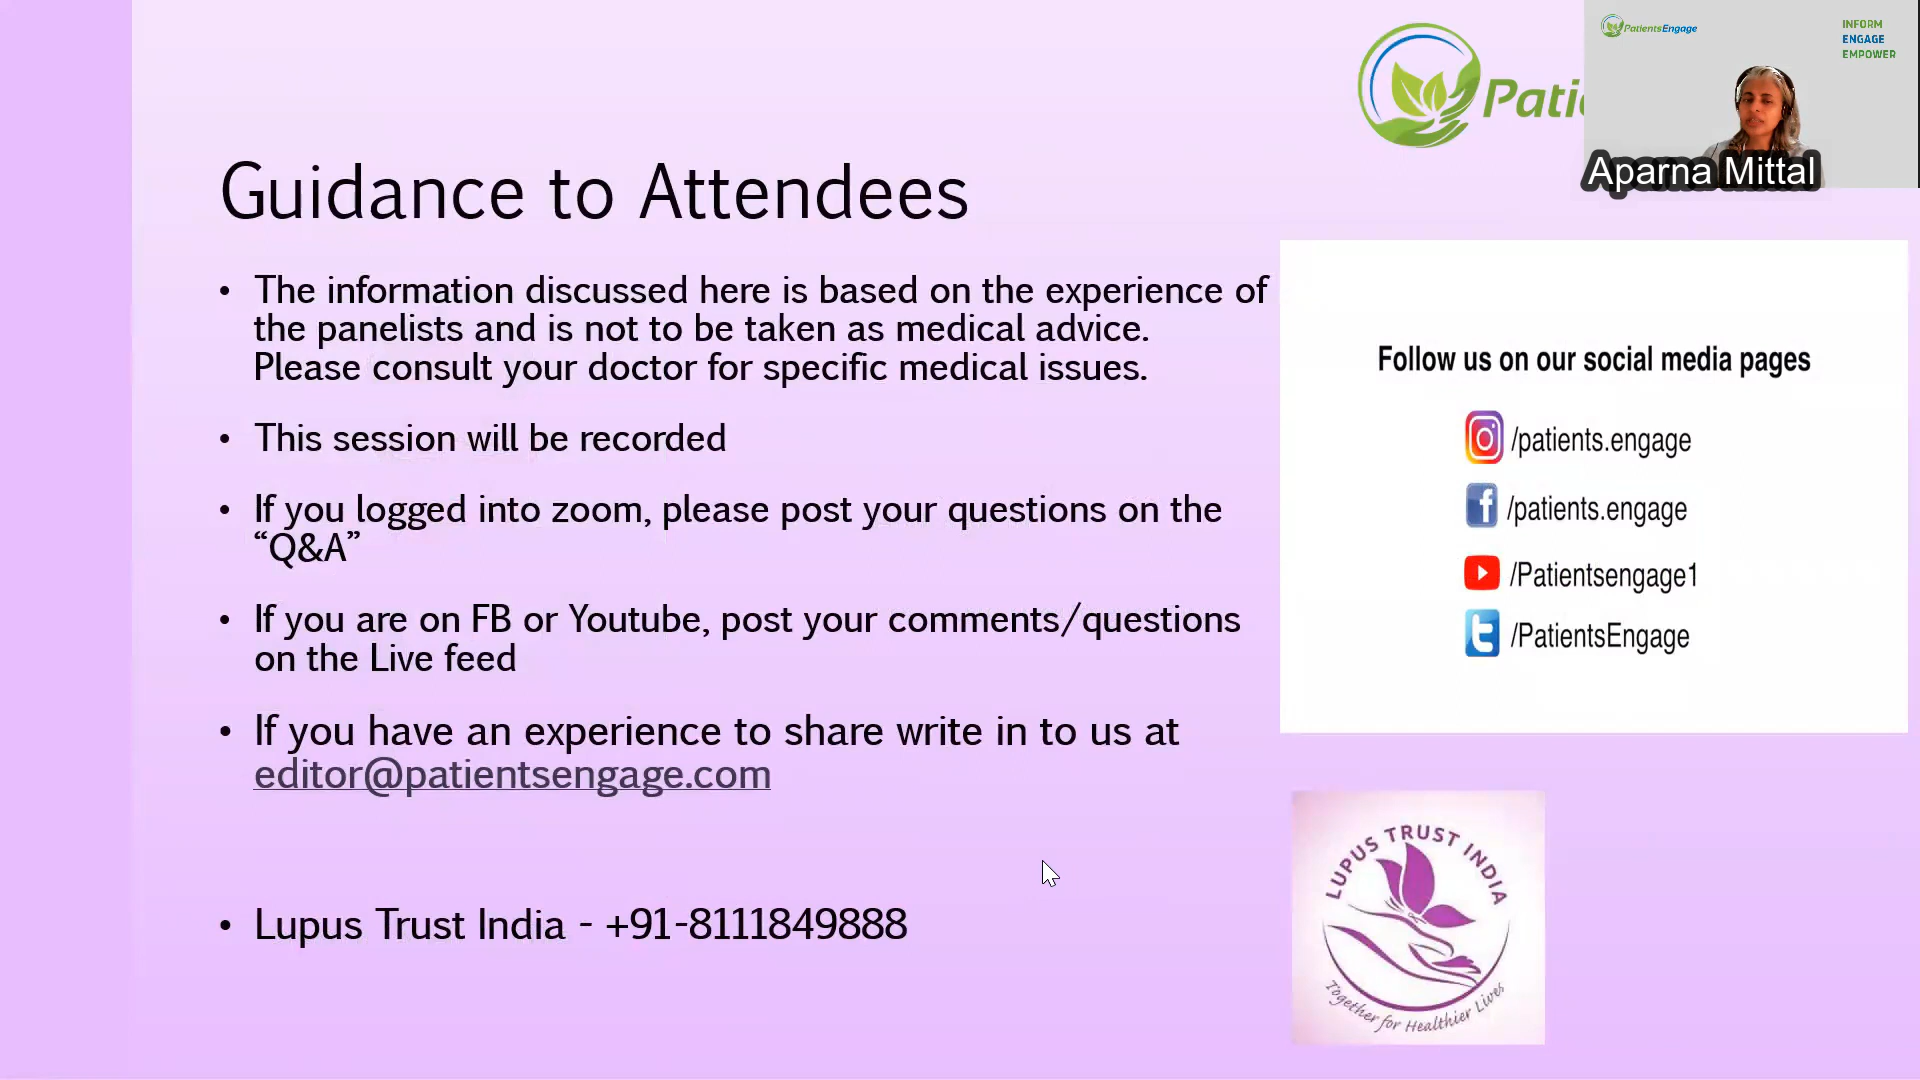 Pati
PatientsEngage
INFORM
ENGAGE
EMPOWER
Aparna Mittal
Guidance to Attendees
• The information discussed here is based on the experience of
the panelists and is not to be taken as medical advice.
Please consult your doctor for specific medical issues.
• This session will be recorded
• If you logged into zoom, please post your questions on the
“Q&A”
• If you are on FB or Youtube, post your comments/questions
on the Live feed
• If you have an experience to share write in to us at
editor@patientsengage.com
• Lupus Trust India - +91-8111849888
Follow us on our social media pages
/patients.engage
/patients.engage
/Patientsengage1
/PatientsEngage
LUPUS TRUST INDIA
Together for Healthier Lives